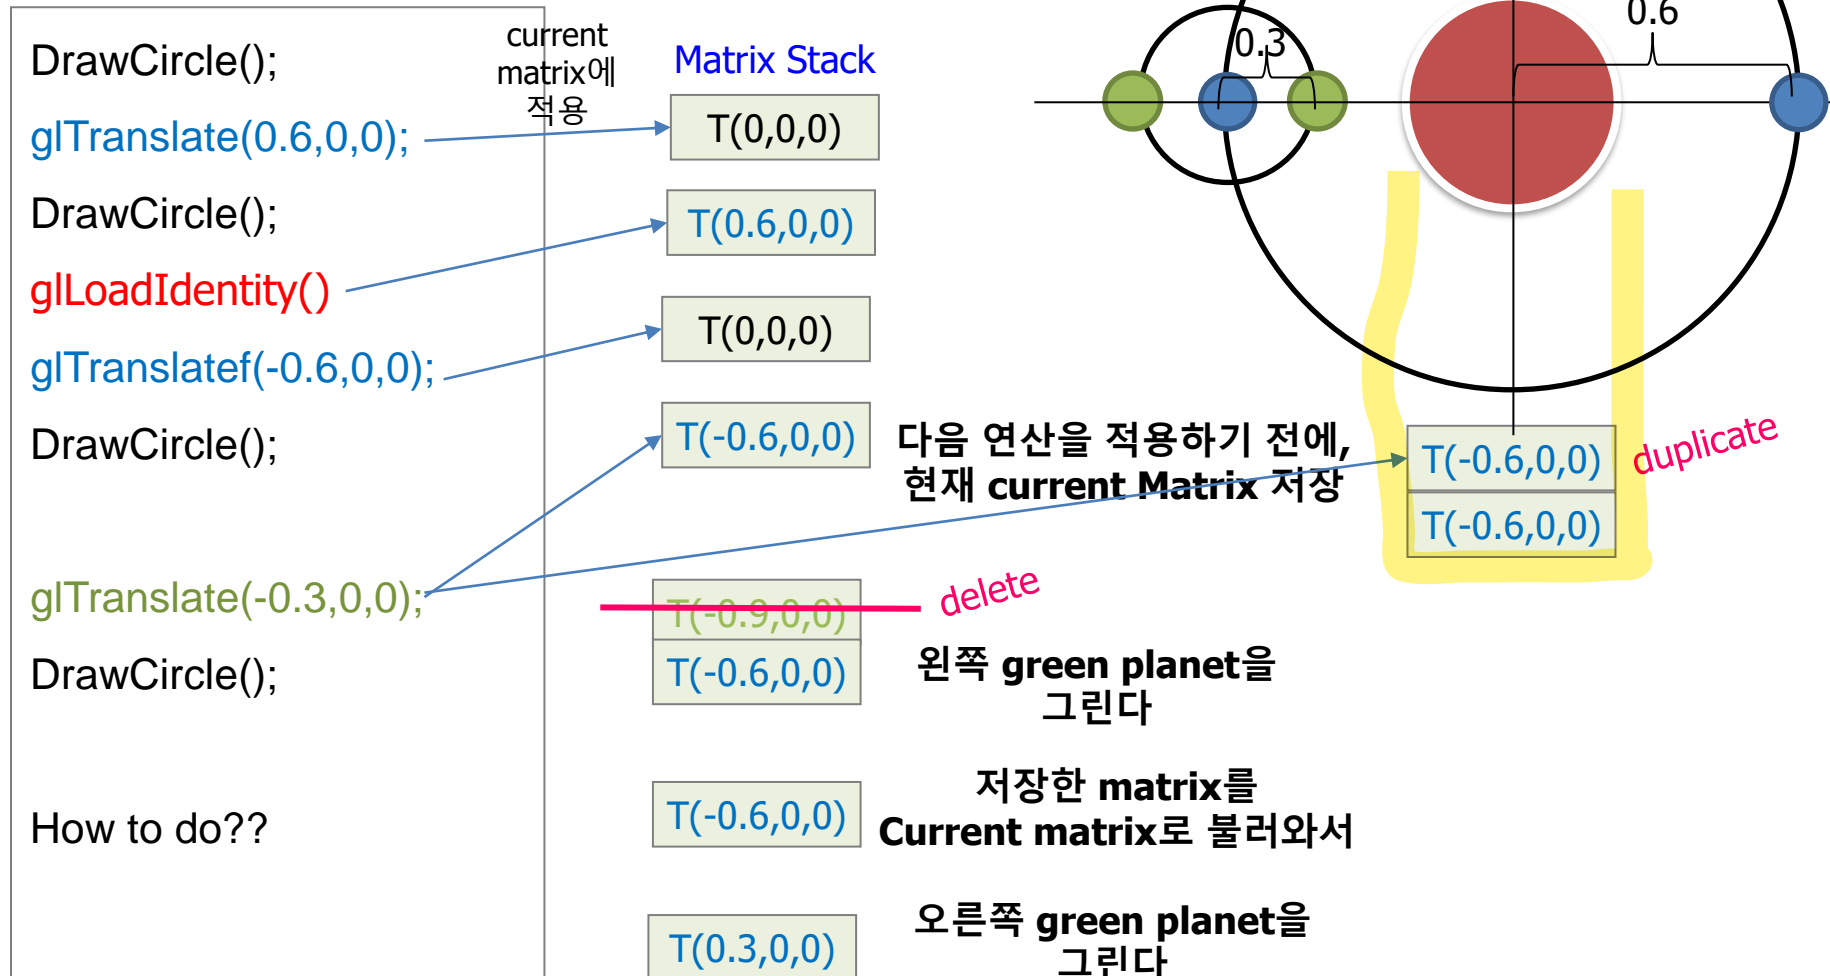 DrawCircle();
glTranslate(0.6,0,0);
DrawCircle();
glLoadIdentity()
glTranslatef(-0.6,0,0);
DrawCircle();
glTranslate(-0.3,0,0);
DrawCircle();
How to do??
current
matrix에
적용
Matrix Stack
T(0,0,0)
T(0.6,0,0)
T(0,0,0)
T(-0.6,0,0)
다음 연산을 적용하기 전에,
현재 current Matrix 저장
T(-0.9,0,0)
delete
T(-0.6,0,0)
왼쪽 green planet을
그린다
T(-0.6,0,0)
저장한 matrix를
Current matrix로 불러와서
T(0.3,0,0)
오른쪽 green planet을
그린다
0.3
0.6
T(-0.6,0,0)
duplicate
T(-0.6,0,0)